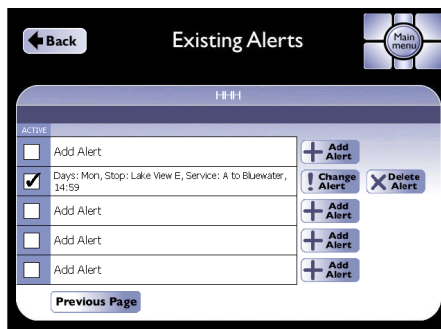 Back
Existing Alerts
Main
menu
HHH
ACTIVE
Add Alert
Add
Alert
Days: Mon, Stop: Lake View E, Service: A to Bluewater,
14:59
Change
Alert
Delete
Alert
Add Alert
Add
Alert
Add Alert
Add
Alert
Add Alert
Add
Alert
Previous Page